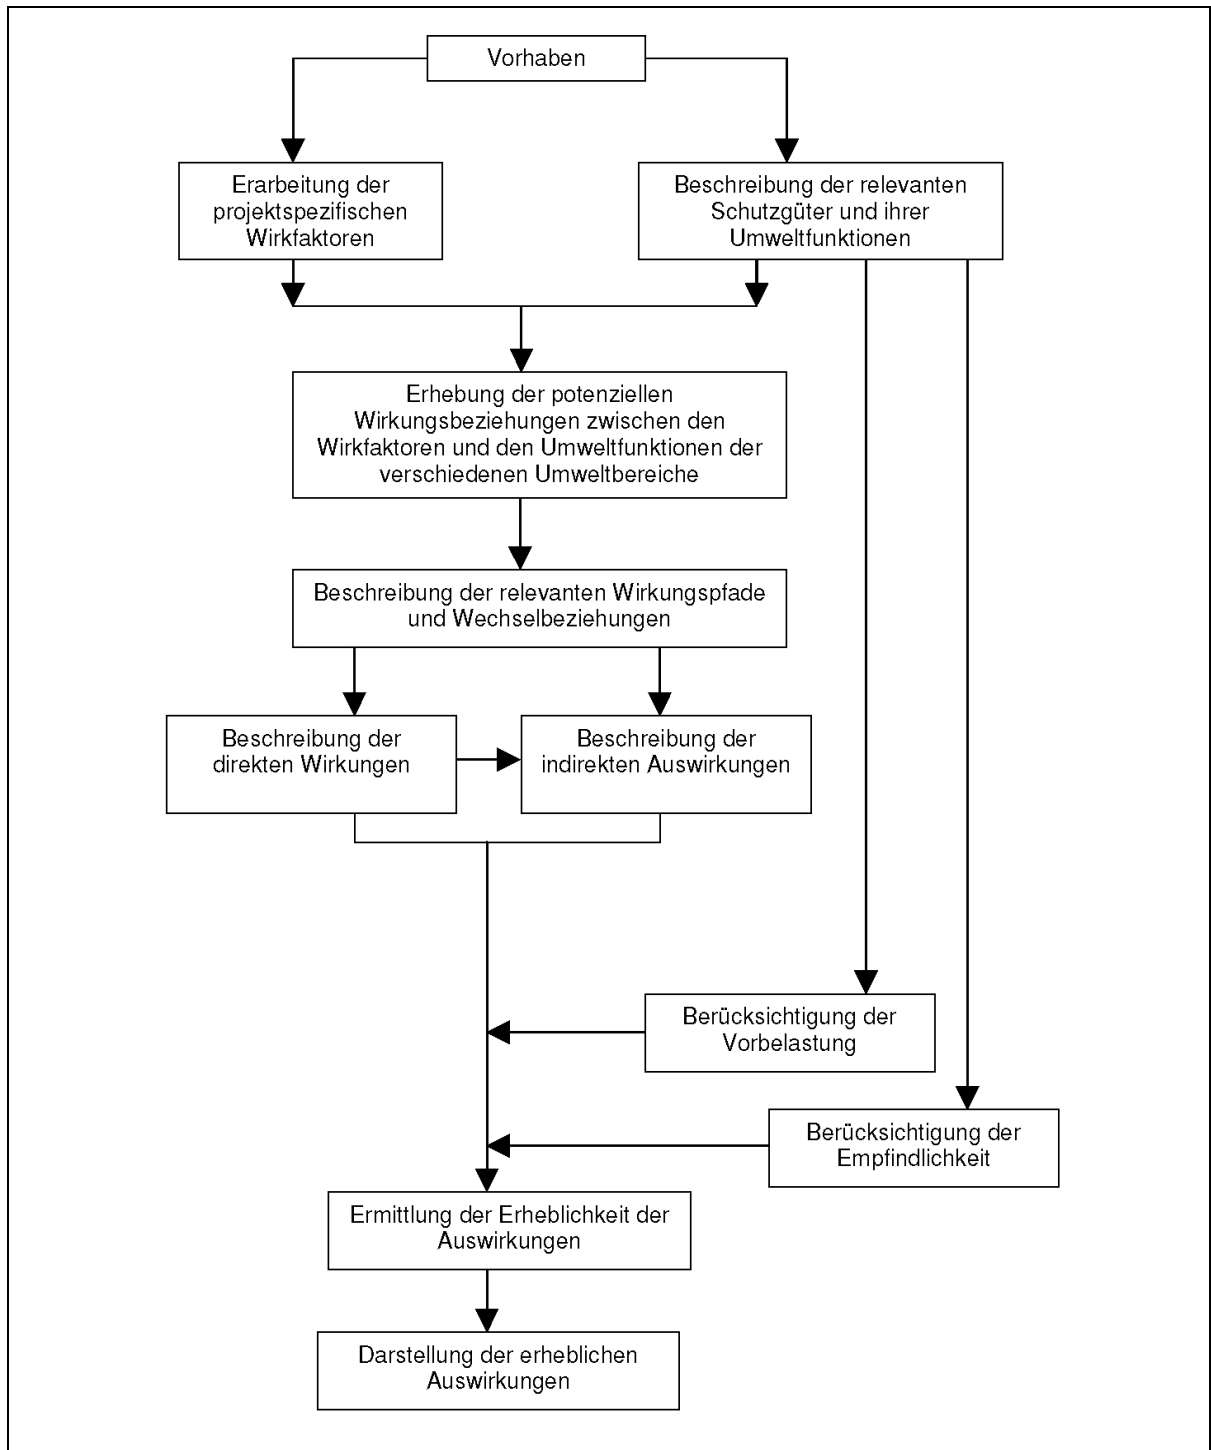 Vorhaben
Erarbeitung der
projektspezifischen
Wirkfaktoren
Beschreibung der relevanten
Schutzgüter und ihrer
Umweltfunktionen
Erhebung der potenziellen
Wirkungsbeziehungen zwischen den
Wirkfaktoren und den Umweltfunktionen der
verschiedenen Umweltbereiche
Beschreibung der relevanten Wirkungspfade
und Wechselbeziehungen
Beschreibung der
direkten Wirkungen
Beschreibung der
indirekten Auswirkungen
Berücksichtigung der
Vorbelastung
Berücksichtigung der
Empfindlichkeit
Ermittlung der Erheblichkeit der
Auswirkungen
Darstellung der erheblichen
Auswirkungen